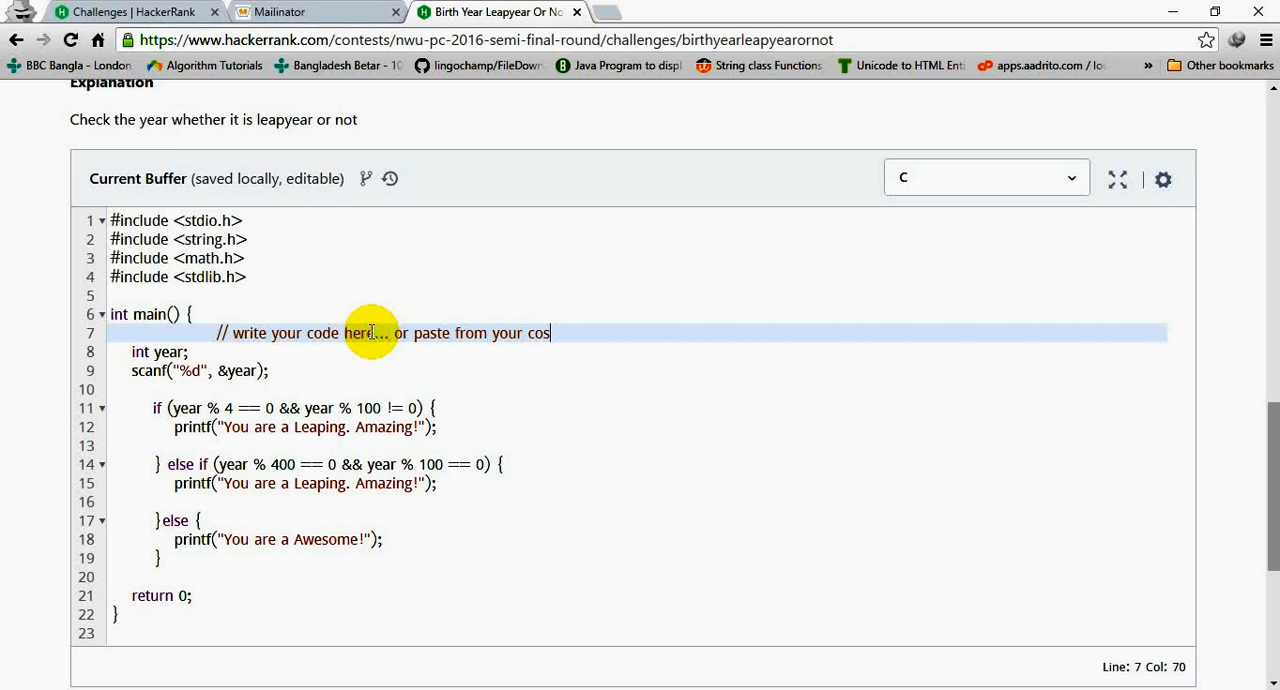 Challenges | HackerRank
Mailinator
Birth Year Leapyear Or No
https://www.hackerrank.com/contests/nwu-pc-2016-semi-final-round/challenges/birthyearleapyearornot
BBC Bangla - London
Algorithm Tutorials
Bangladesh Betar - 10
lingochamp/FileDown
Java Program to displ
String class Functions
Unicode to HTML Ent
apps.aadrito.com /
»
Other bookmarks
Explanation
Check the year whether it is leapyear or not
Current Buffer (saved locally, editable)
C
1 #include <stdio.h>
2 #include <string.h>
3 #include <math.h>
4 #include <stdlib.h>
5
6 int main() {
7 // write your code here... or paste from your cos
8 int year;
9 scanf("%d", &year);
10
11 if (year % 4 == 0 && year % 100 != 0) {
12 printf("You are a Leaping. Amazing!");
13
14 } else if (year % 400 == 0 && year % 100 == 0) {
15 printf("You are a Leaping. Amazing!");
16
17 }else {
18 printf("You are a Awesome!");
19 }
20
21 return 0;
22 }
23
Line: 7 Col: 70